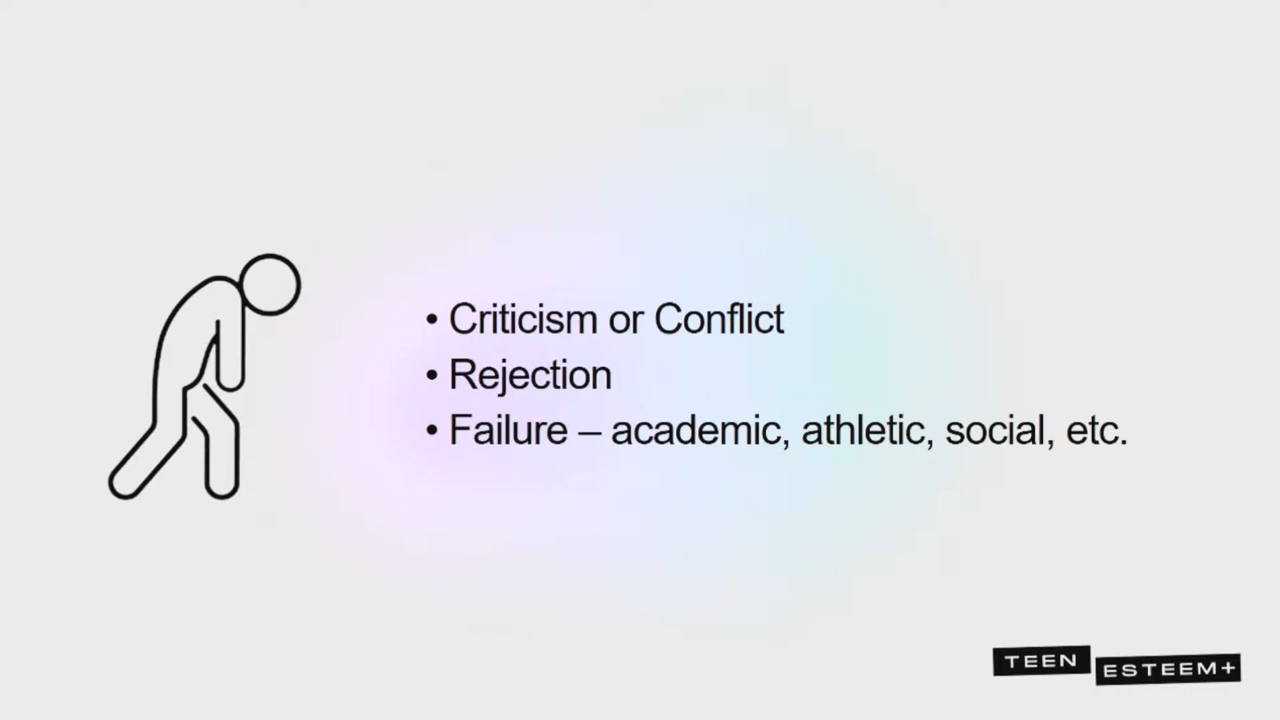 • Criticism or Conflict
• Rejection
• Failure – academic, athletic, social, etc.
TEEN
ESTEEM+